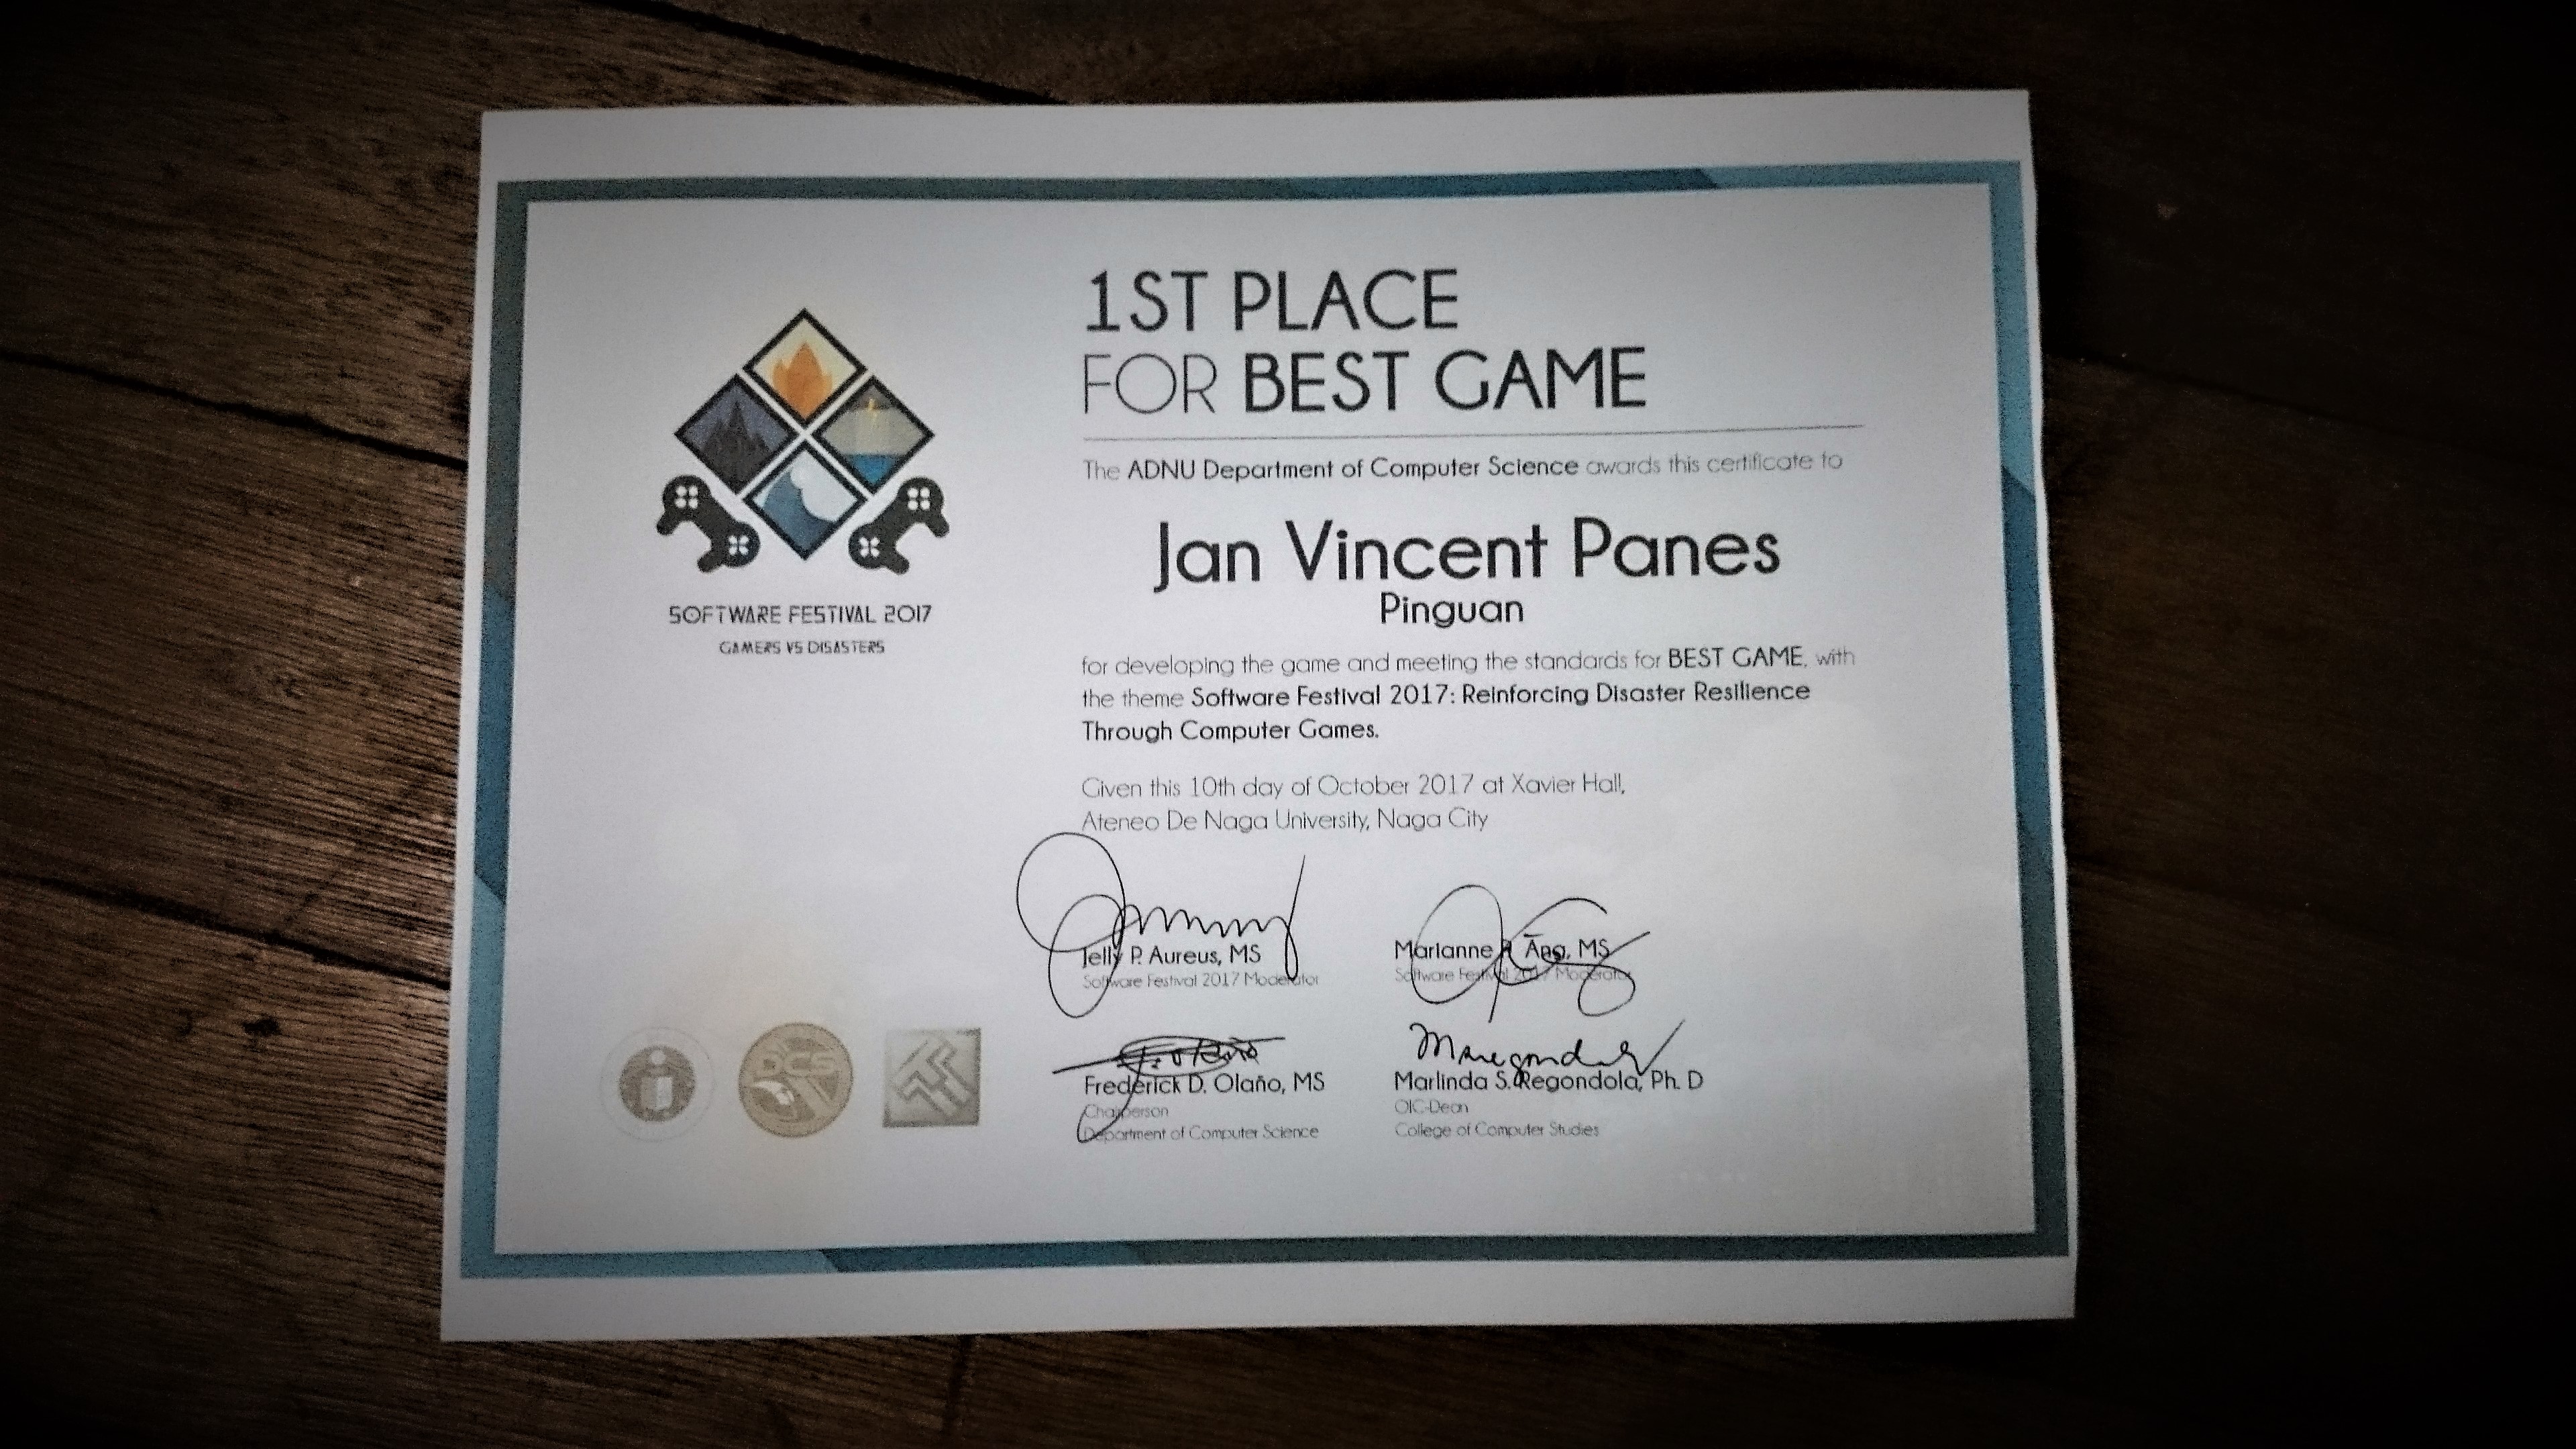 1ST PLACE
FOR BEST GAME
The ADNU Department of Computer Science awards this certificate to
Jan Vincent Panes
Pinguan
for developing the game and meeting the standards for BEST GAME, with
the theme Software Festival 2017: Reinforcing Disaster Resilience
Through Computer Games.
Given this 10th day of October 2017 at Xavier Hall,
Ateneo De Naga University, Naga City
SOFTWARE FESTIVAL 2017
GAMERS VS DISASTERS
Jelly P. Aureus, MS
Software Festival 2017 Moderator
Marianne P. Ang, MS
Software Festival 2017 Moderator
Frederick D. Olaño, MS
Chairperson
Department of Computer Science
Marlinda S. Regondola, Ph. D
OIC-Dean
College of Computer Studies
DCS